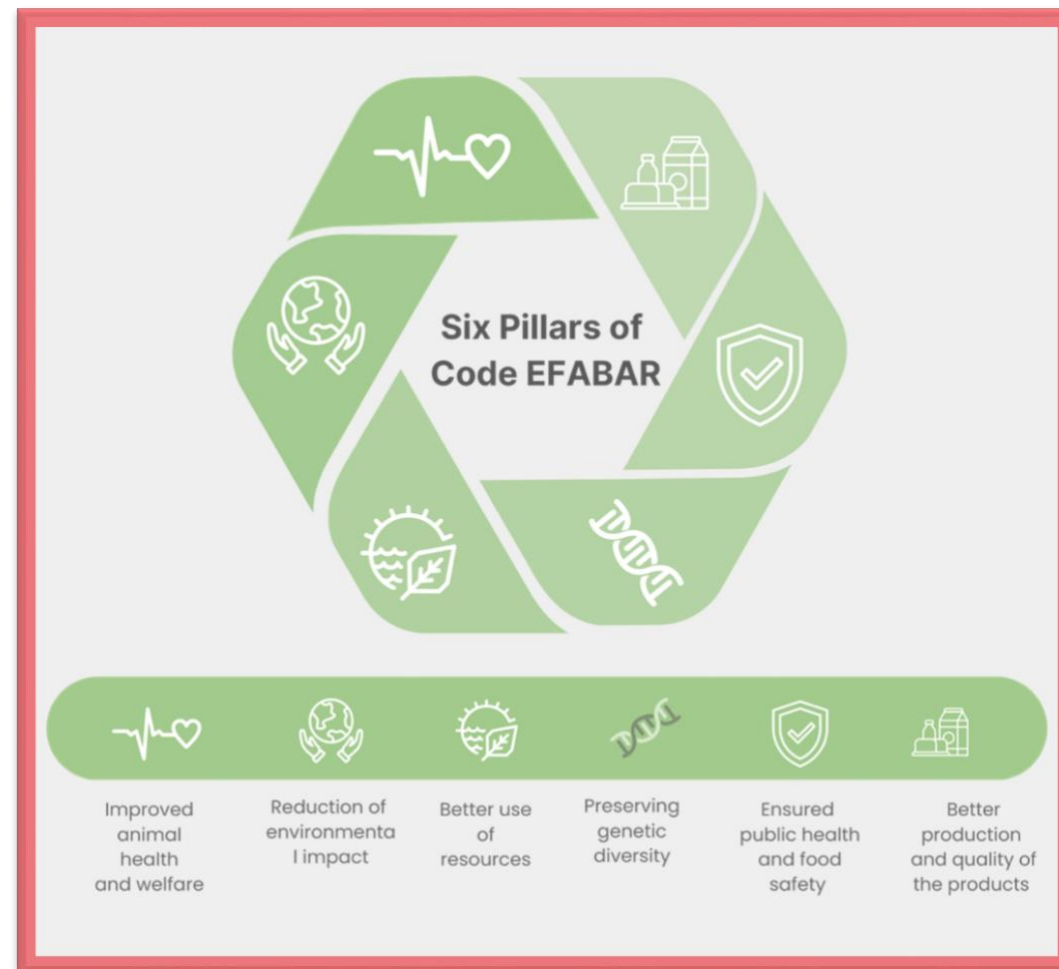 Six Pillars of
Code EFABAR
Improved
animal
health
and welfare
Reduction of
environmenta
l impact
Better use
of
resources
Preserving
genetic
diversity
Ensured
public health
and food
safety
Better
production
and quality of
the products